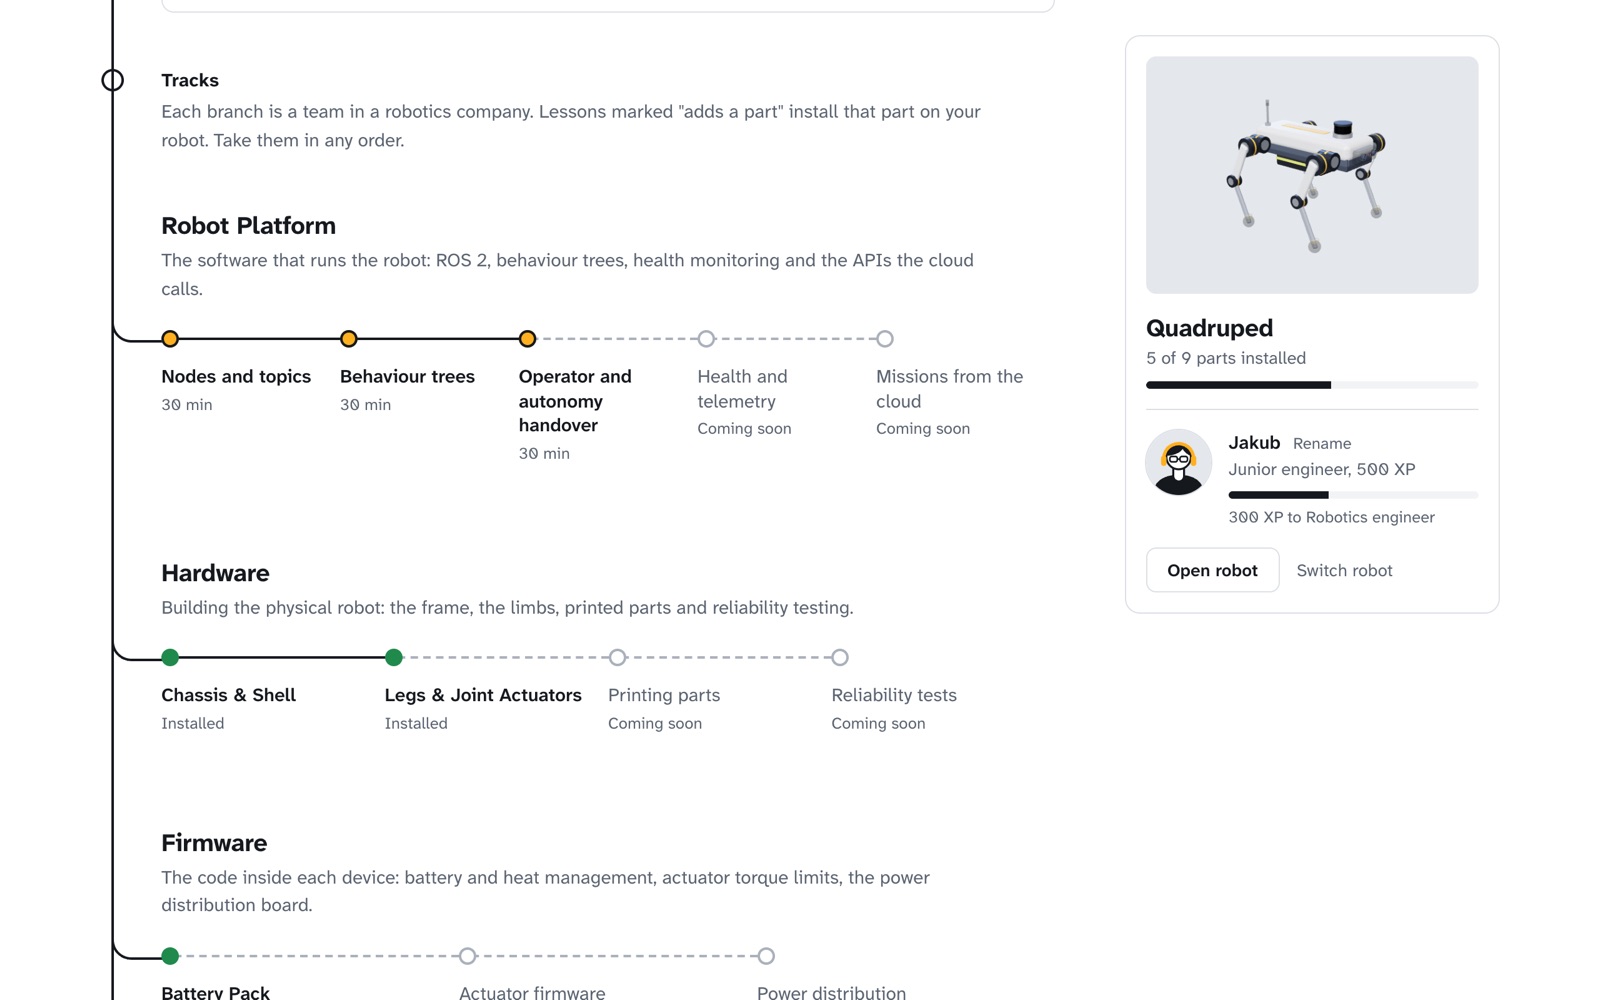 Tracks
Each branch is a team in a robotics company. Lessons marked "adds a part" install that part on your
robot. Take them in any order.
Robot Platform
The software that runs the robot: ROS 2, behaviour trees, health monitoring and the APIs the cloud
calls.
Nodes and topics
30 min
Behaviour trees
30 min
Operator and
autonomy
handover
30 min
Health and
telemetry
Coming soon
Missions from the
cloud
Coming soon
Hardware
Building the physical robot: the frame, the limbs, printed parts and reliability testing.
Chassis & Shell
Installed
Legs & Joint Actuators
Installed
Printing parts
Coming soon
Reliability tests
Coming soon
Firmware
The code inside each device: battery and heat management, actuator torque limits, the power
distribution board.
Battery Pack
Actuator firmware
Power distribution
Quadruped
5 of 9 parts installed
Jakub Rename
Junior engineer, 500 XP
300 XP to Robotics engineer
Open robot Switch robot